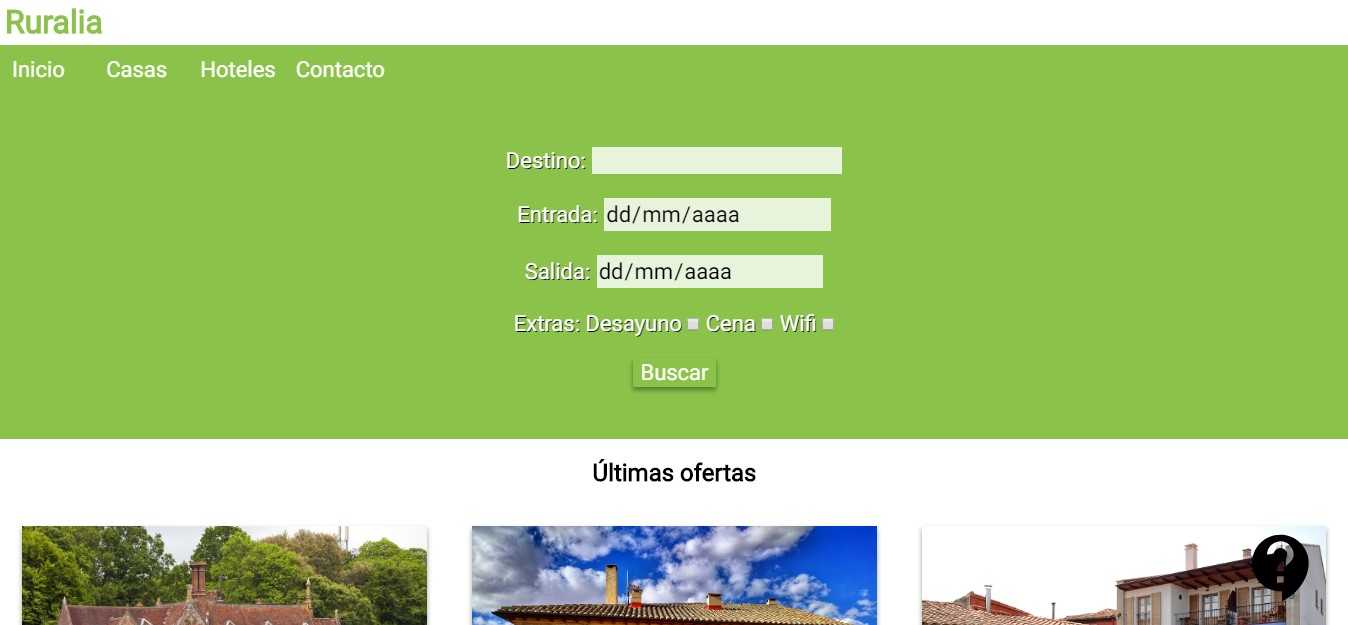 Ruralia
Inicio Casas Hoteles Contacto
Destino:
Entrada: dd/mm/aaaa
Salida: dd/mm/aaaa
Extras: Desayuno Cena Wifi
Buscar
Últimas ofertas
?